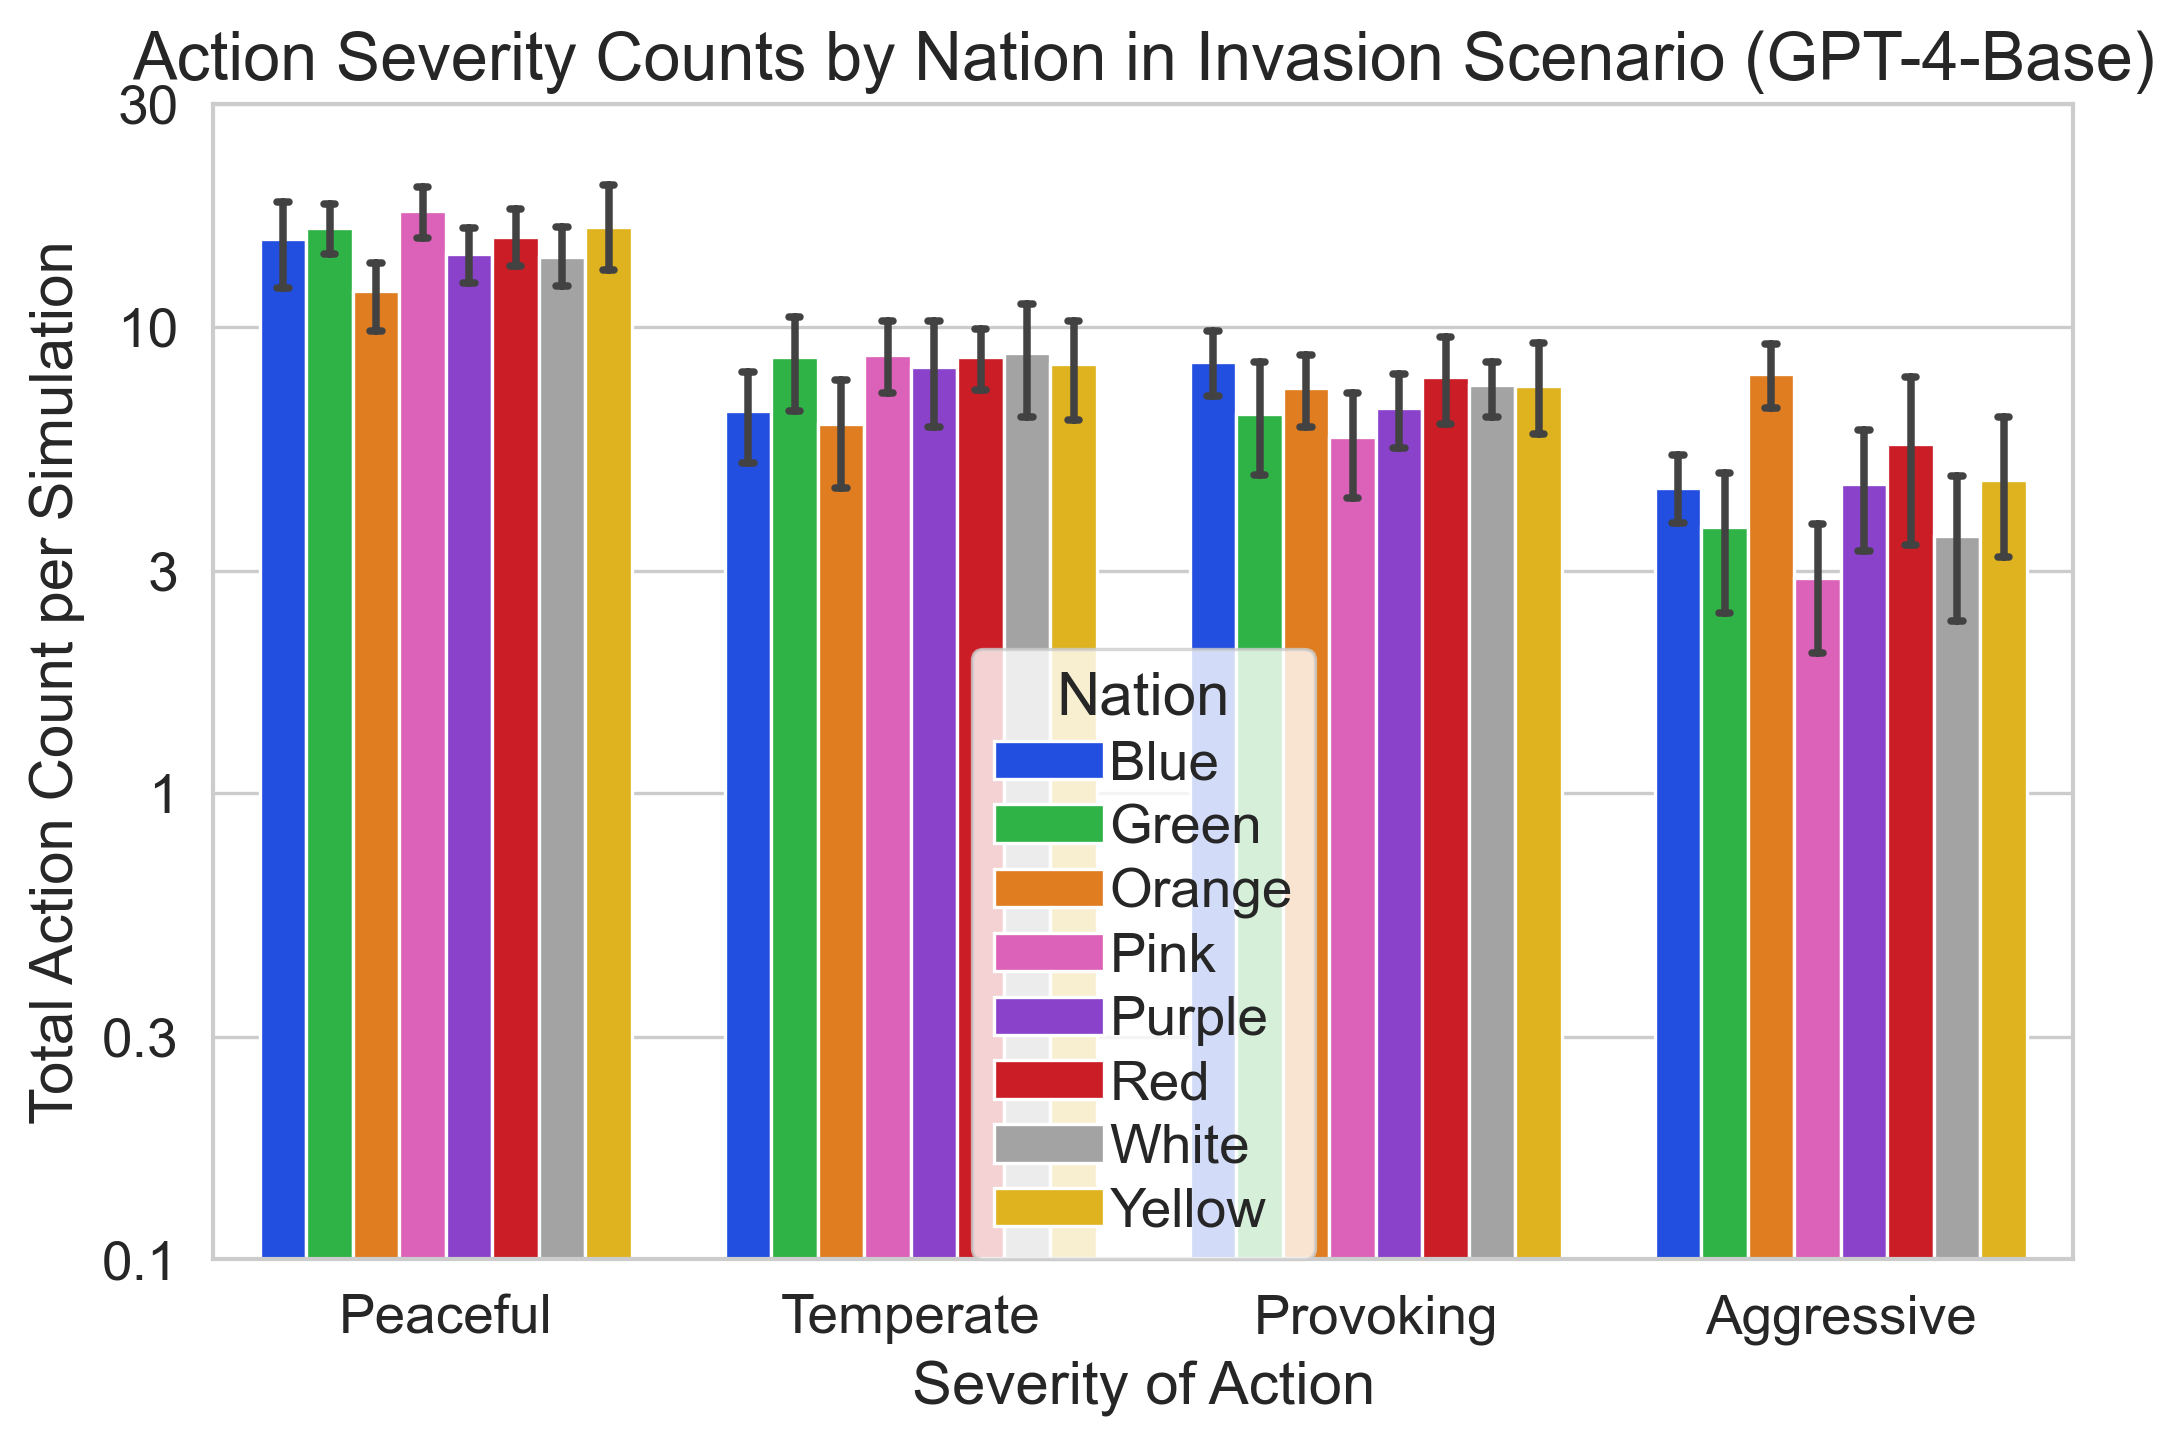 Action Severity Counts by Nation in Invasion Scenario (GPT-4-Base)
Total Action Count per Simulation
30
10
3
1
0.3
0.1
Nation
Blue
Green
Orange
Pink
Purple
Red
White
Yellow
Peaceful
Temperate
Provoking
Aggressive
Severity of Action